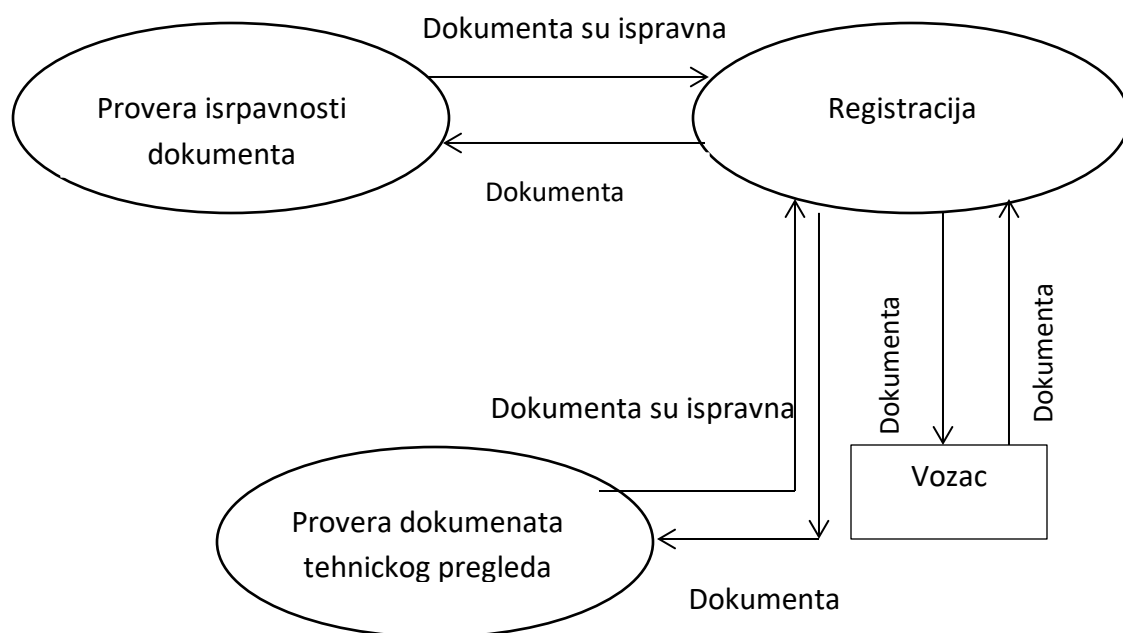 Dokumenta su ispravna
Provera isrpavnosti
dokumenta
Registracija
Dokumenta
Dokumenta
Dokumenta
Dokumenta su ispravna
Vozac
Provera dokumenata
tehnickog pregleda
Dokumenta